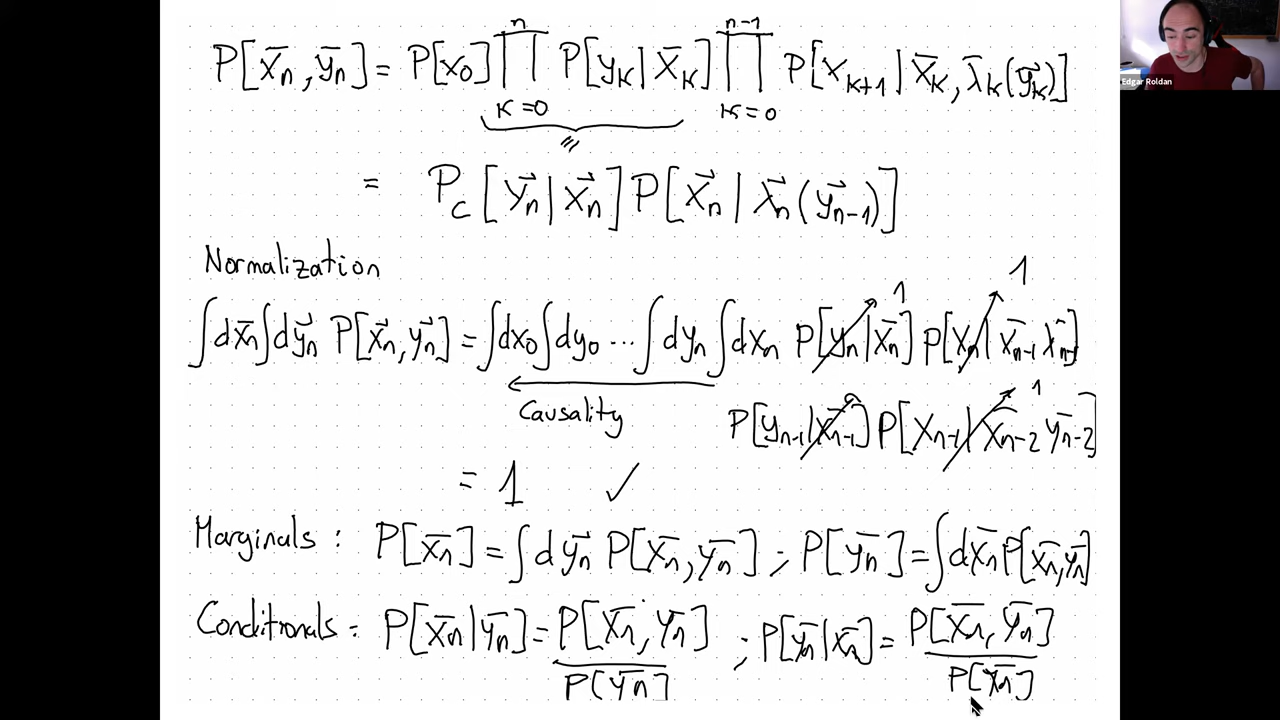 P[x⃗n, y⃗n] = P[x0] ∏_{k=0}^{n} P[yk | x⃗k] ∏_{k=0}^{n-1} P[xk+1 | x⃗k, λ⃗k(y⃗k)]
Edgar Roldan
= Pc[y⃗n | x⃗n] P[x⃗n | λ⃗n(y⃗n-1)]
Normalization
∫dx⃗n ∫dy⃗n P[x⃗n, y⃗n] = ∫dx0 ∫dy0 ... ∫dyn ∫dxn P[yn | x⃗n] 1 P[xn | x⃗n-1 λ⃗n-1] 1
Causality
P[yn-1 | x⃗n-1] P[xn-1 | x⃗n-2 y⃗n-2] 1
= 1 ✓
Marginals: P[x⃗n] = ∫dy⃗n P[x⃗n, y⃗n] ; P[y⃗n] = ∫dx⃗n P[x⃗n, y⃗n]
Conditionals: P[x⃗n | y⃗n] = P[x⃗n, y⃗n] / P[y⃗n] ; P[y⃗n | x⃗n] = P[x⃗n, y⃗n] / P[x⃗n]